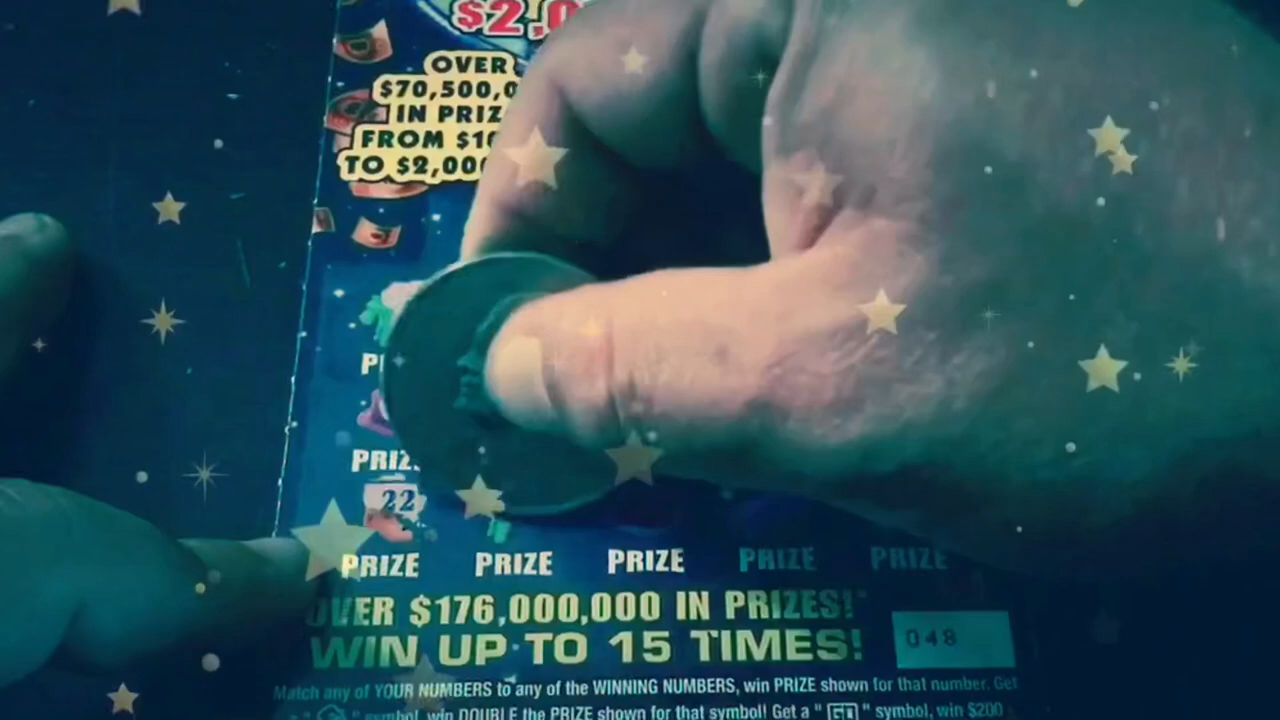 $2,0
OVER
$70,500,0
IN PRIZ
FROM $10
TO $2,000
PRIZ
22
PRIZE PRIZE PRIZE PRIZE PRIZE
OVER $176,000,000 IN PRIZES!*
WIN UP TO 15 TIMES!
048
Match any of YOUR NUMBERS to any of the WINNING NUMBERS, win PRIZE shown for that number. Get
a " " symbol, win DOUBLE the PRIZE shown for that symbol! Get a " " symbol, win $200